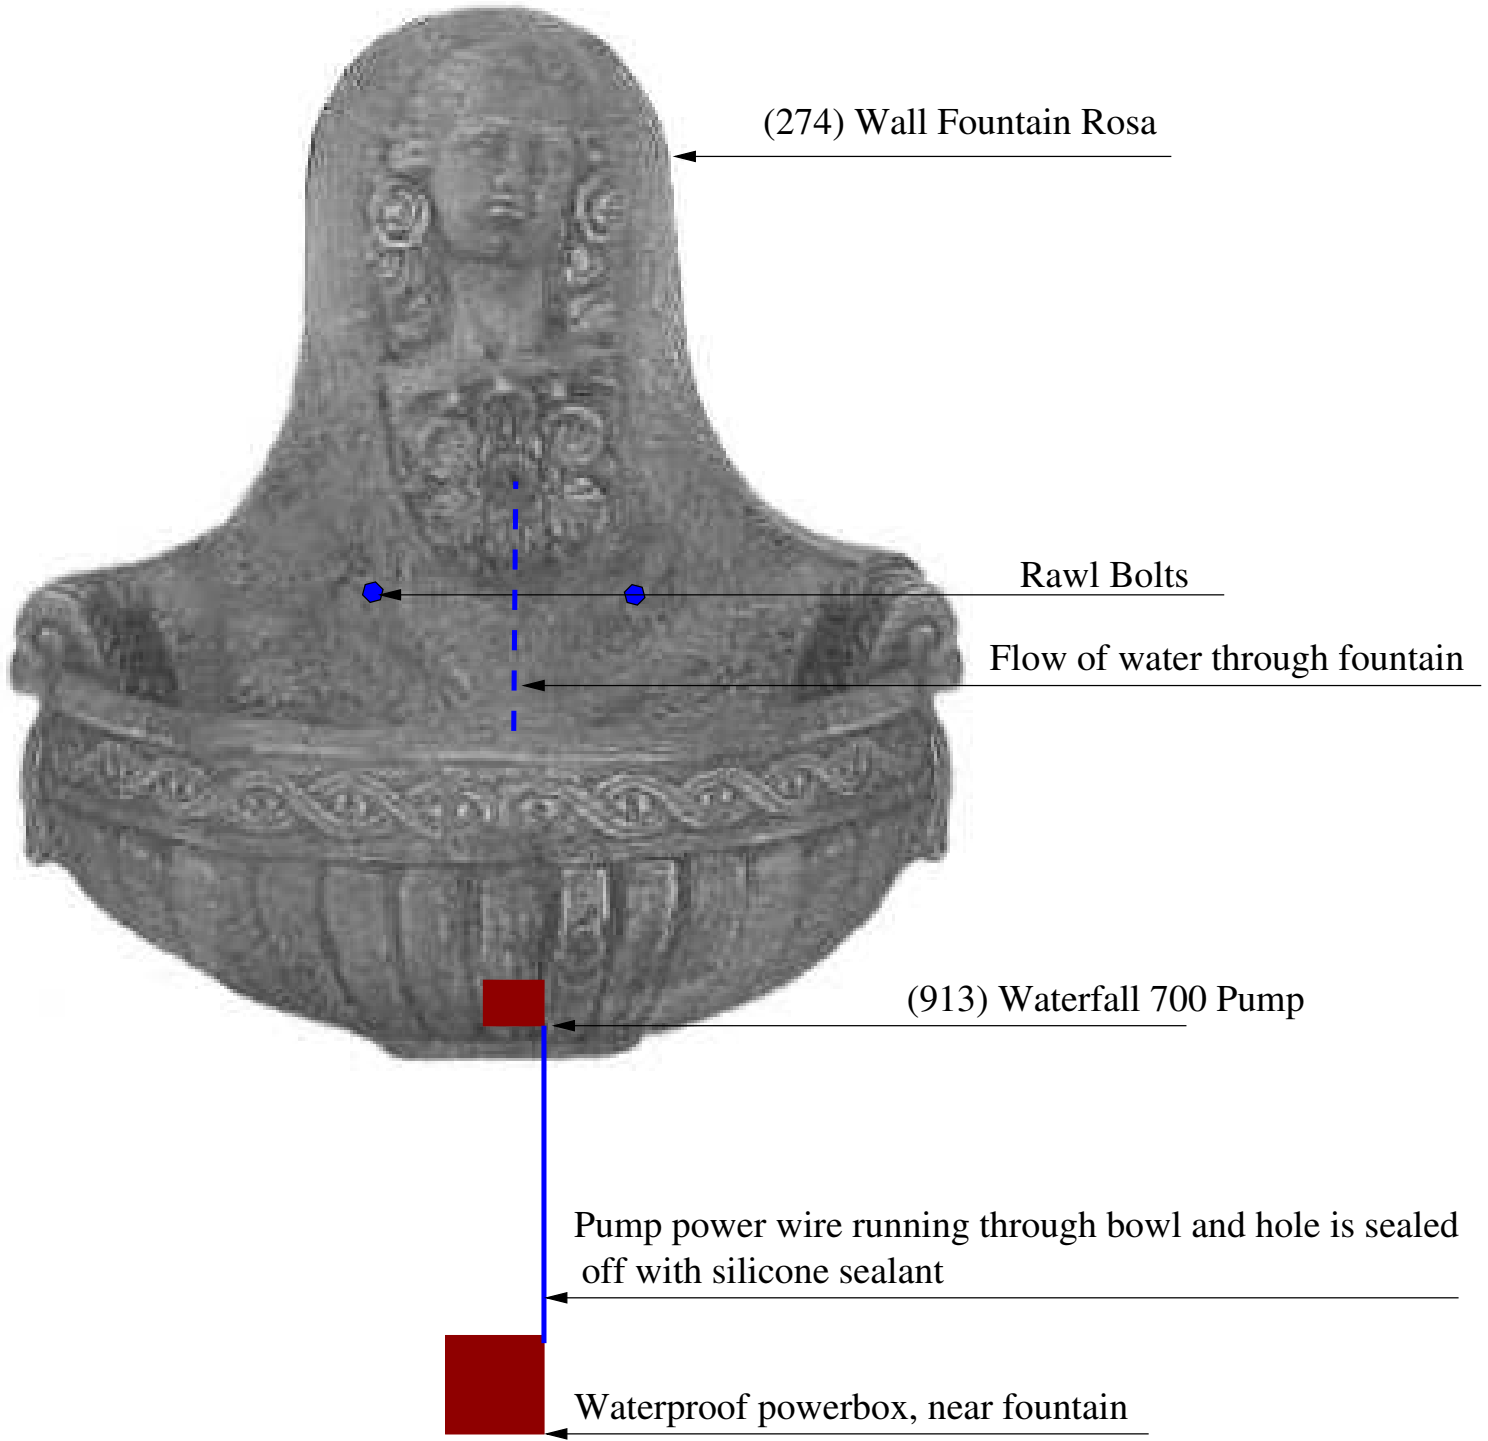 (274) Wall Fountain Rosa
Rawl Bolts
Flow of water through fountain
(913) Waterfall 700 Pump
Pump power wire running through bowl and hole is sealed
off with silicone sealant
Waterproof powerbox, near fountain